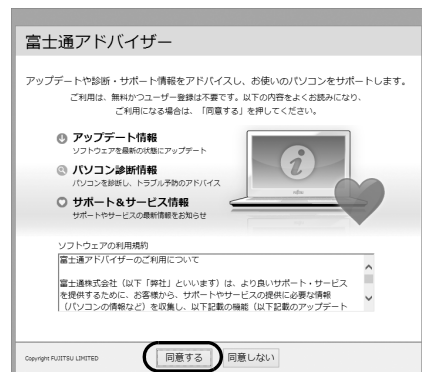 富士通アドバイザー
アップデートや診断・サポート情報をアドバイスし、お使いのパソコンをサポートします。
ご利用は、無料かつユーザー登録は不要です。以下の内容をよくお読みになり、
ご利用になる場合は、「同意する」を押してください。
アップデート情報
ソフトウェアを最新の状態にアップデート
パソコン診断情報
パソコンを診断し、トラブル予防のアドバイス
サポート&サービス情報
サポートやサービスの最新情報をお知らせ
ソフトウェアの利用規約
富士通アドバイザーのご利用について
富士通株式会社（以下「弊社」といいます）は、より良いサポート・サービス
を提供するために、お客様から、サポートやサービスの提供に必要な情報
（パソコンの情報など）を収集し、以下記載の機能（以下記載のアップデート
Copyright FUJITSU LIMITED
同意する
同意しない